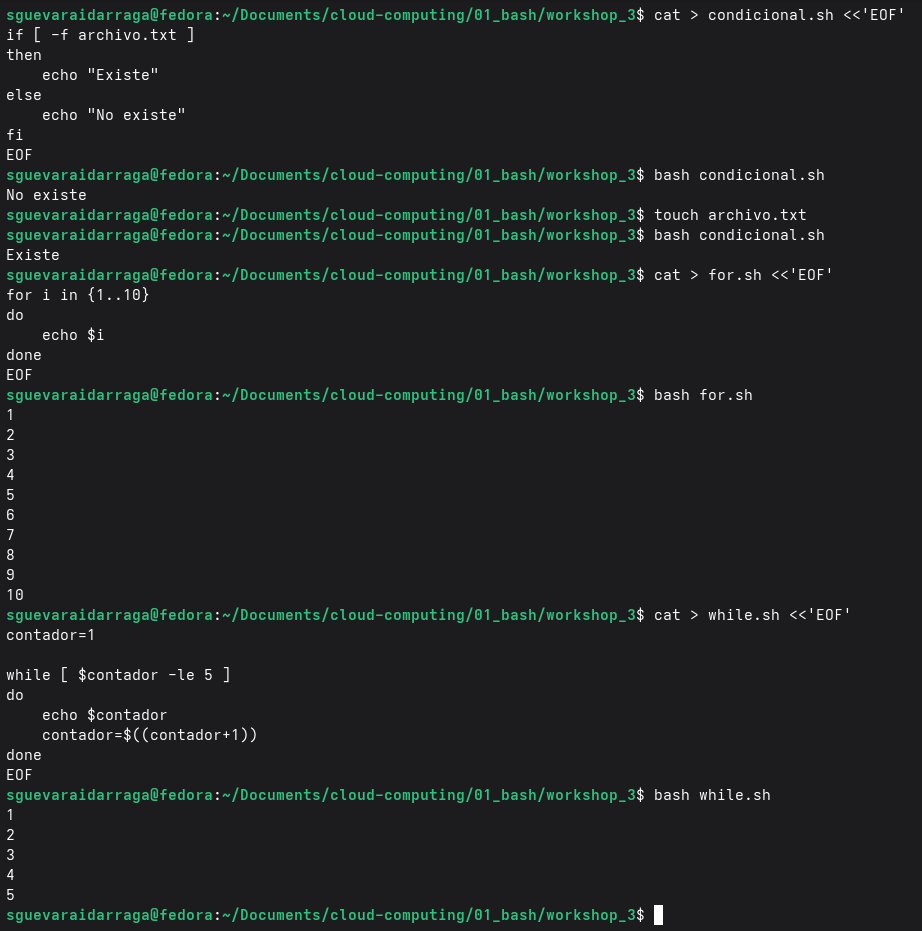 sguevaraidarraga@fedora:~/Documents/cloud-computing/01_bash/workshop_3$ cat > condicional.sh <<'EOF'
if [ -f archivo.txt ]
then
    echo "Existe"
else
    echo "No existe"
fi
EOF
sguevaraidarraga@fedora:~/Documents/cloud-computing/01_bash/workshop_3$ bash condicional.sh
No existe
sguevaraidarraga@fedora:~/Documents/cloud-computing/01_bash/workshop_3$ touch archivo.txt
sguevaraidarraga@fedora:~/Documents/cloud-computing/01_bash/workshop_3$ bash condicional.sh
Existe
sguevaraidarraga@fedora:~/Documents/cloud-computing/01_bash/workshop_3$ cat > for.sh <<'EOF'
for i in {1..10}
do
    echo $i
done
EOF
sguevaraidarraga@fedora:~/Documents/cloud-computing/01_bash/workshop_3$ bash for.sh
1
2
3
4
5
6
7
8
9
10
sguevaraidarraga@fedora:~/Documents/cloud-computing/01_bash/workshop_3$ cat > while.sh <<'EOF'
contador=1

while [ $contador -le 5 ]
do
    echo $contador
    contador=$((contador+1))
done
EOF
sguevaraidarraga@fedora:~/Documents/cloud-computing/01_bash/workshop_3$ bash while.sh
1
2
3
4
5
sguevaraidarraga@fedora:~/Documents/cloud-computing/01_bash/workshop_3$